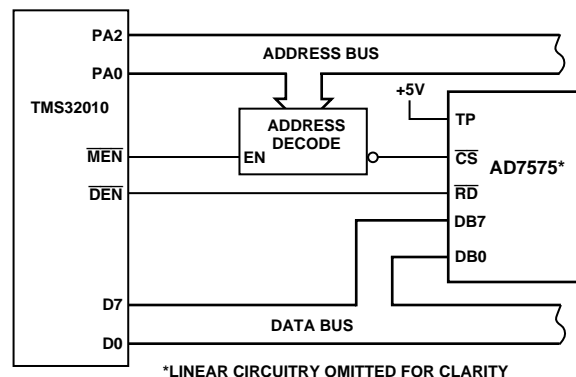 PA2
ADDRESS BUS
PA0
+5V
TMS32010
ADDRESS
DECODE
TP
MEN
EN
CS
AD7575*
DEN
RD
DB7
DB0
D7
DATA BUS
D0
*LINEAR CIRCUITRY OMITTED FOR CLARITY